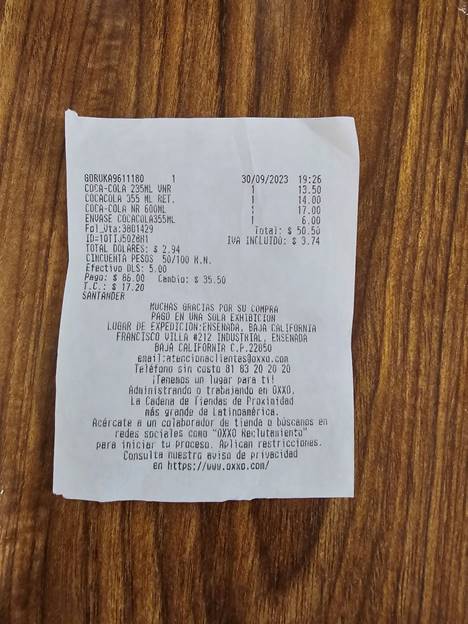 GORUKA9611180 1 30/09/2023 19:26
COCA-COLA 235ML VNR 1 13.50
COCACOLA 355 ML RET. 1 14.00
COCA-COLA NR 600ML 1 17.00
ENVASE COCACOLA355ML 1 6.00
Fol_Vta:3801429 Total: $ 50.50
IVA INCLUIDO: $ 3.74
TOTAL DOLARES: $ 2.94
CINCUENTA PESOS 50/100 M.N.
Efectivo DLS: 5.00
Pago: $ 86.00 Cambio: $ 35.50
T.C.: $ 17.20
SANTANDER
MUCHAS GRACIAS POR SU COMPRA
PAGO EN UNA SOLA EXHIBICION
LUGAR DE EXPEDICION:ENSENADA, BAJA CALIFORNIA
FRANCISCO VILLA #212 INDUSTRIAL, ENSENADA
BAJA CALIFORNIA C.P.22050
email:atencionaclientes@oxxo.com
Teléfono sin costo 81 83 20 20 20
¡Tenemos un lugar para ti!
Administrando o trabajando en OXXO,
La Cadena de Tiendas de Proximidad
más grande de Latinoamérica.
Acércate a un colaborador de tienda o búscanos en
redes sociales como "OXXO Reclutamiento"
para iniciar tu proceso. Aplican restricciones.
Consulta nuestro aviso de privacidad
en https://www.oxxo.com/